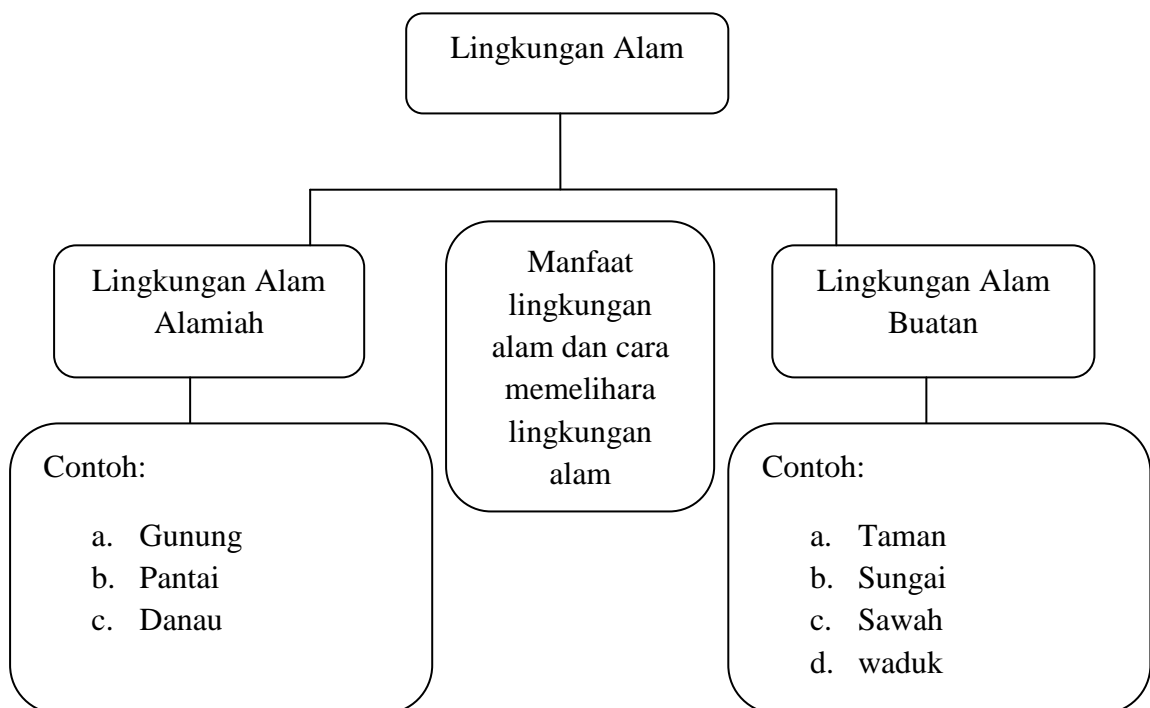 Lingkungan Alam
Lingkungan Alam
Alamiah
Manfaat
lingkungan
alam dan cara
memelihara
lingkungan
alam
Lingkungan Alam
Buatan
Contoh:
a. Gunung
b. Pantai
c. Danau
Contoh:
a. Taman
b. Sungai
c. Sawah
d. waduk